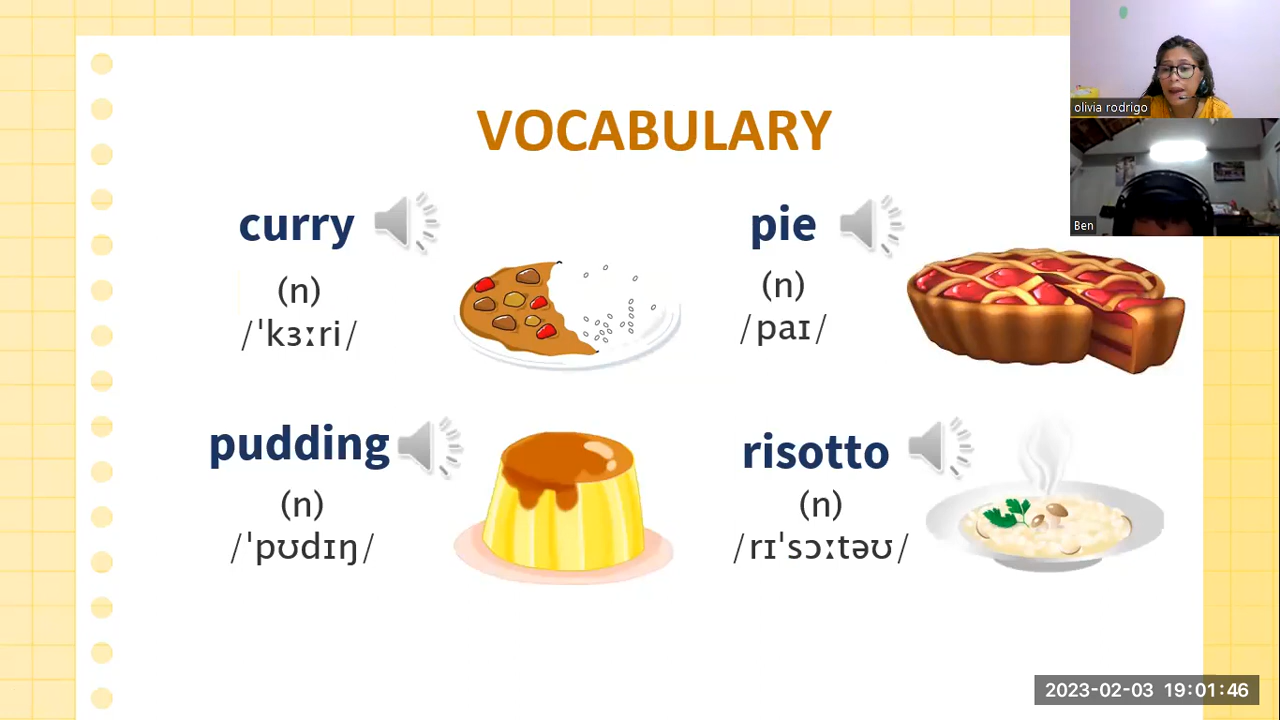 VOCABULARY
curry
(n)
/ˈkɜːri/
pie
(n)
/paɪ/
pudding
(n)
/ˈpʊdɪŋ/
risotto
(n)
/rɪˈsɔːtəʊ/
olivia rodrigo
Ben
2023-02-03 19:01:46